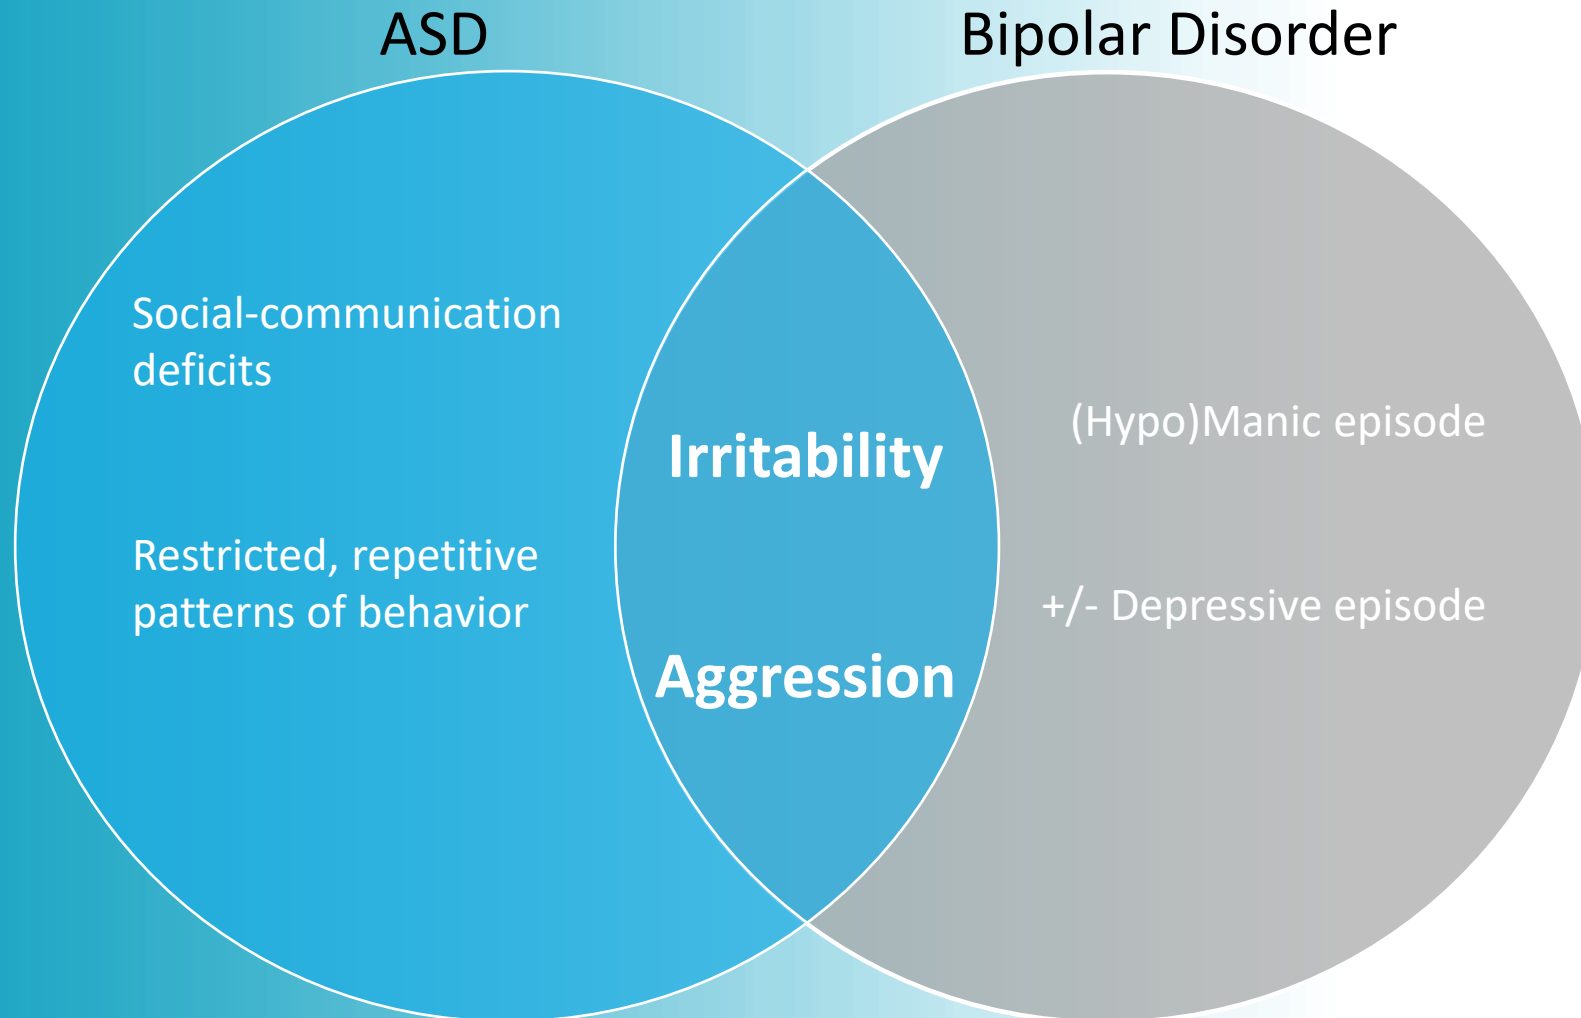 ASD
Bipolar Disorder
Social-communication
deficits
Restricted, repetitive
patterns of behavior
Irritability
Aggression
(Hypo)Manic episode
+/- Depressive episode